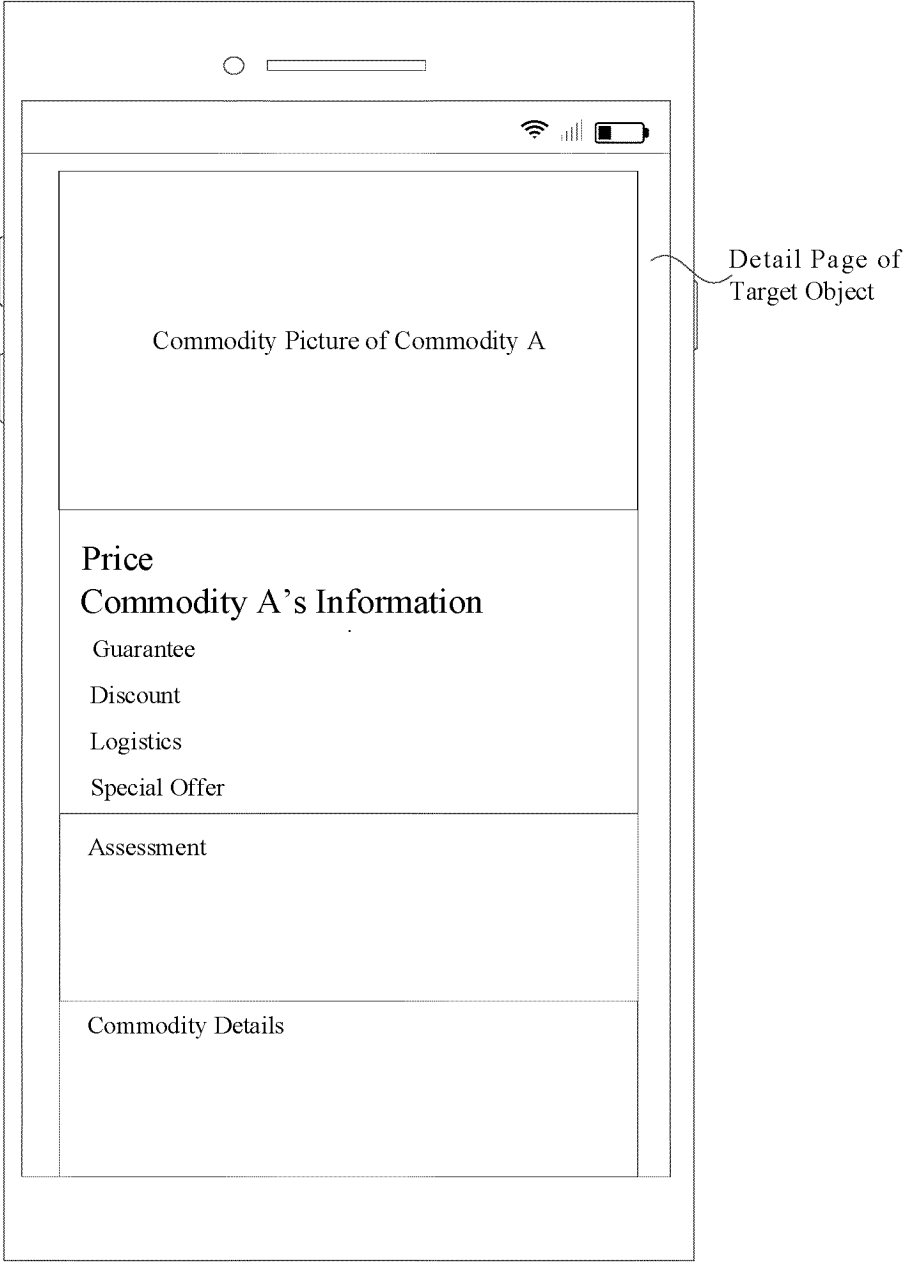 Detail Page of
Target Object
Commodity Picture of Commodity A
Price
Commodity A's Information
Guarantee
Discount
Logistics
Special Offer
Assessment
Commodity Details